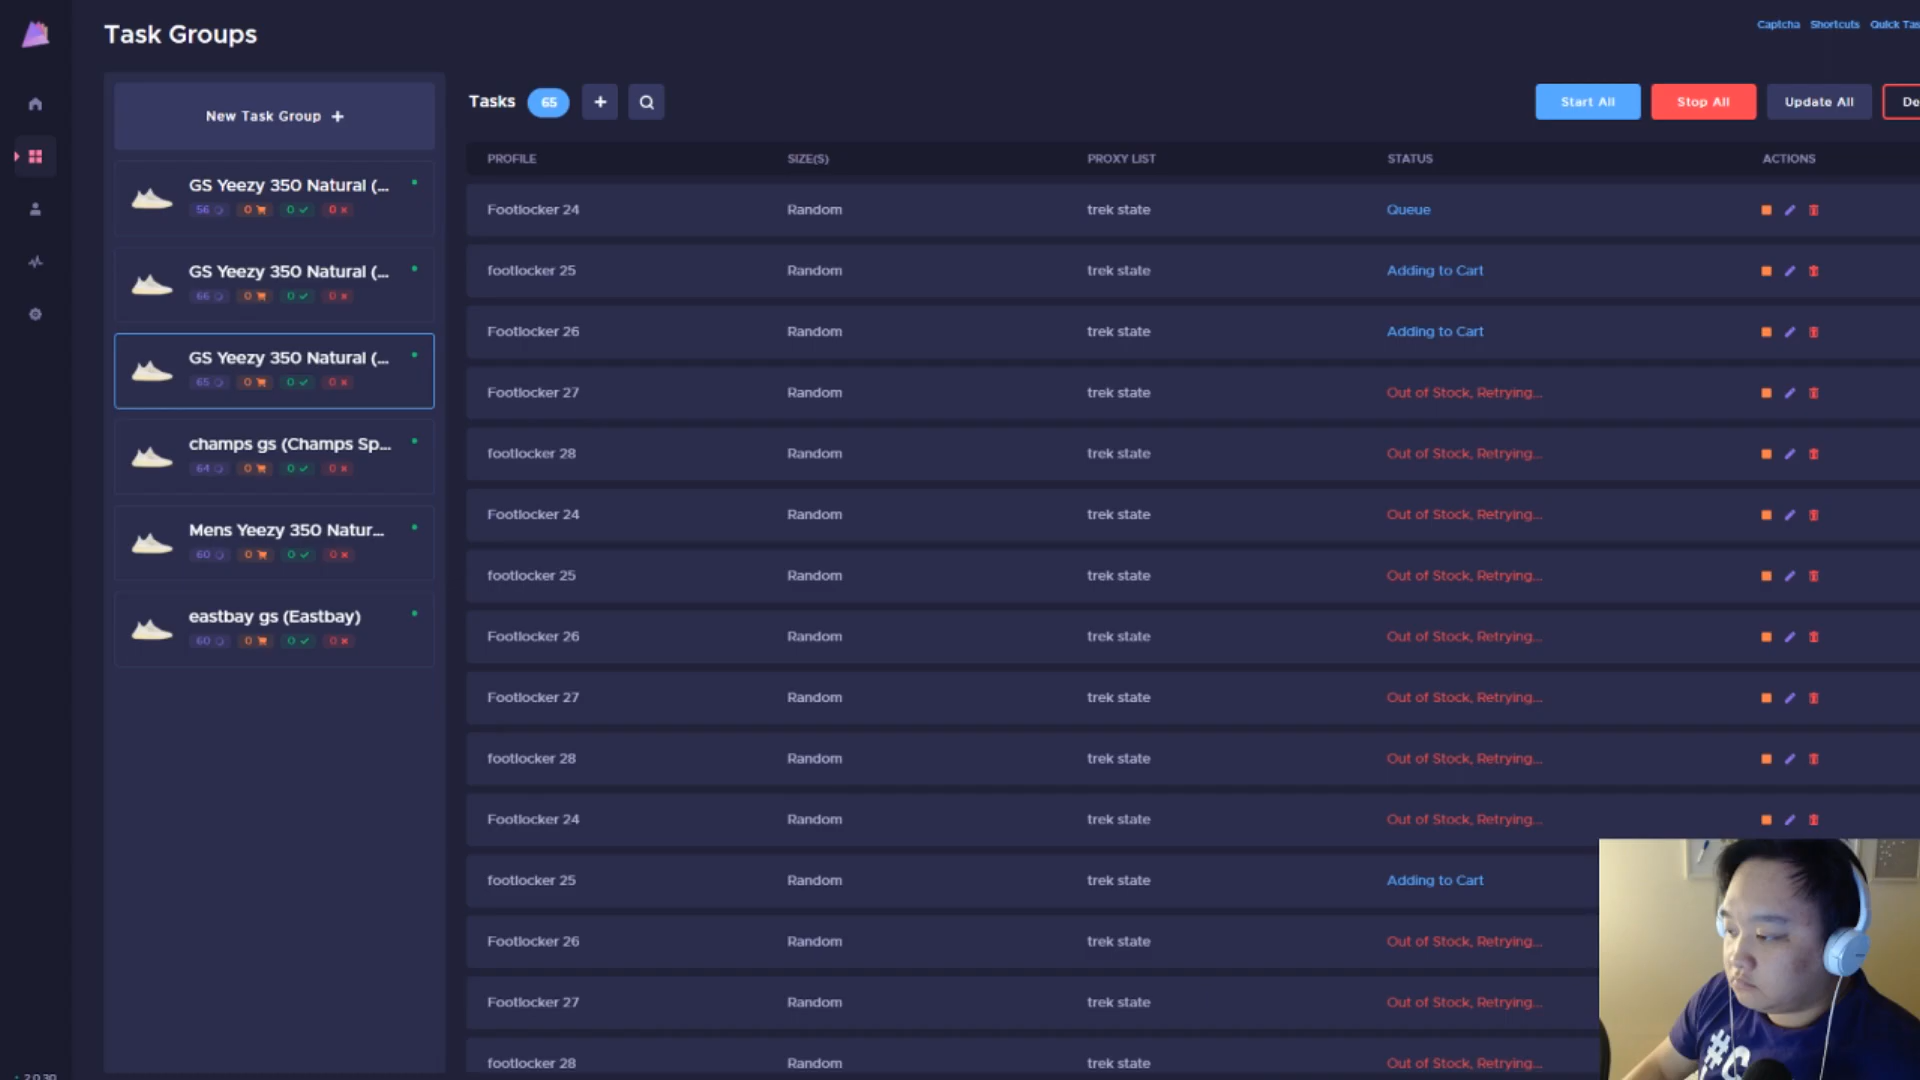 Task Groups
Captcha Shortcuts Quick Tas
New Task Group +
Tasks 65 +
Start All Stop All Update All De
PROFILE SIZE(S) PROXY LIST STATUS ACTIONS
GS Yeezy 350 Natural (...
56 0 0 0
GS Yeezy 350 Natural (...
66 0 0 0
GS Yeezy 350 Natural (...
65 0 0 0
champs gs (Champs Sp...
64 0 0 0
Mens Yeezy 350 Natur...
60 0 0 0
eastbay gs (Eastbay)
60 0 0 0
Footlocker 24 Random trek state Queue
footlocker 25 Random trek state Adding to Cart
Footlocker 26 Random trek state Adding to Cart
Footlocker 27 Random trek state Out of Stock, Retrying...
footlocker 28 Random trek state Out of Stock, Retrying...
Footlocker 24 Random trek state Out of Stock, Retrying...
footlocker 25 Random trek state Out of Stock, Retrying...
Footlocker 26 Random trek state Out of Stock, Retrying...
Footlocker 27 Random trek state Out of Stock, Retrying...
footlocker 28 Random trek state Out of Stock, Retrying...
Footlocker 24 Random trek state Out of Stock, Retrying...
footlocker 25 Random trek state Adding to Cart
Footlocker 26 Random trek state Out of Stock, Retrying...
Footlocker 27 Random trek state Out of Stock, Retrying...
footlocker 28 Random trek state Out of Stock, Retrying...